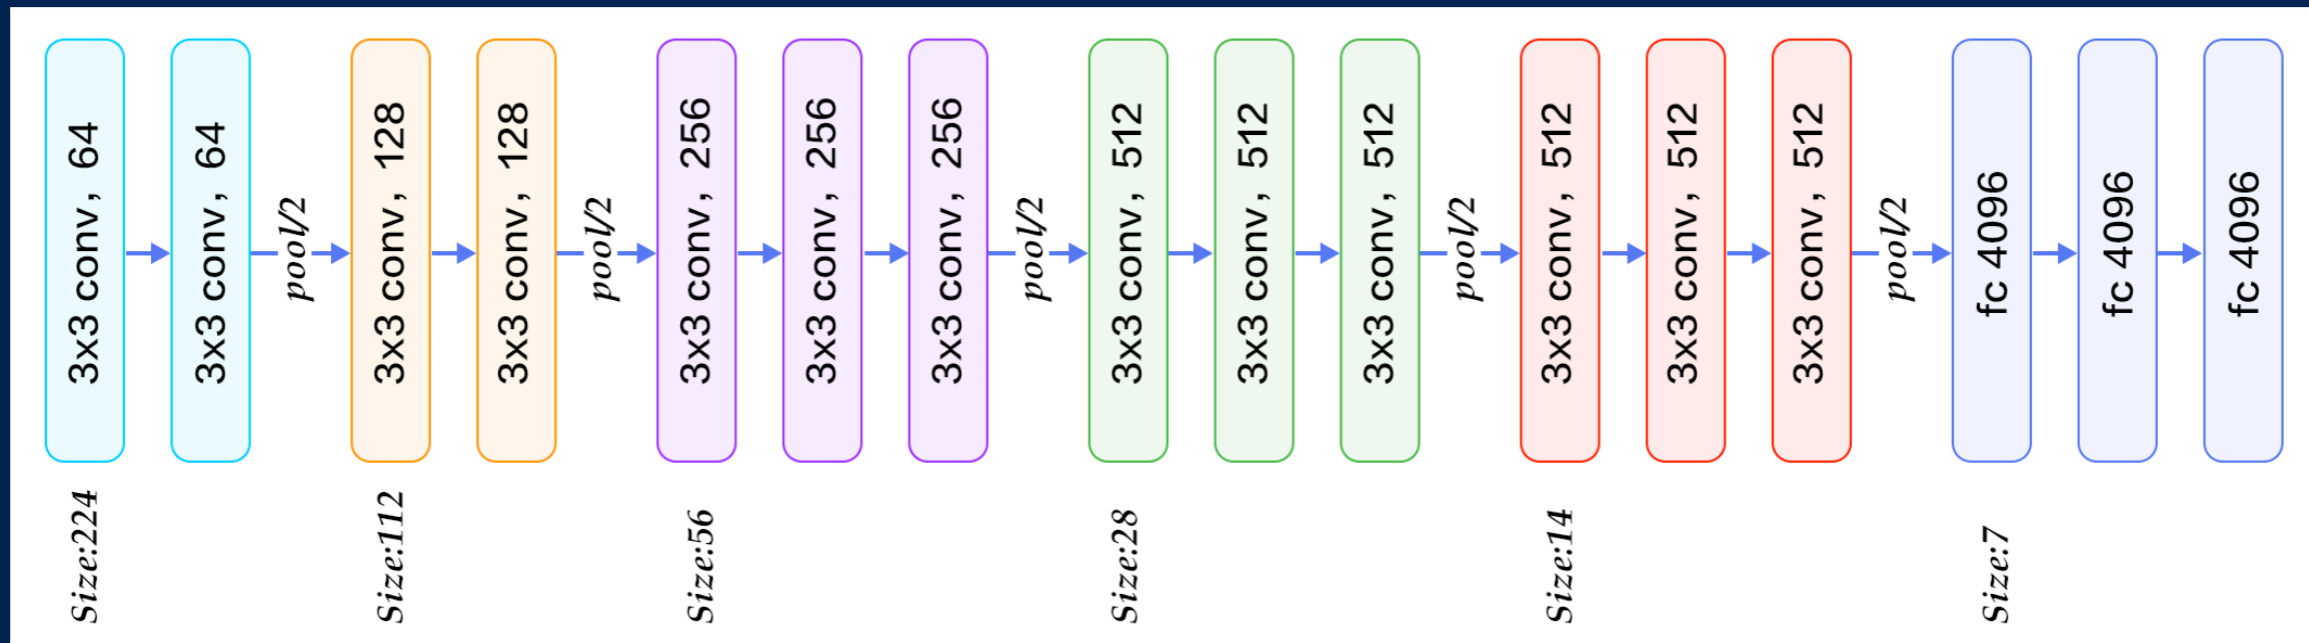 3x3 conv, 64
3x3 conv, 64
pool/2
3x3 conv, 128
3x3 conv, 128
pool/2
3x3 conv, 256
3x3 conv, 256
3x3 conv, 256
pool/2
3x3 conv, 512
3x3 conv, 512
3x3 conv, 512
pool/2
3x3 conv, 512
3x3 conv, 512
3x3 conv, 512
pool/2
fc 4096
fc 4096
fc 4096
Size:224
Size:112
Size:56
Size:28
Size:14
Size:7